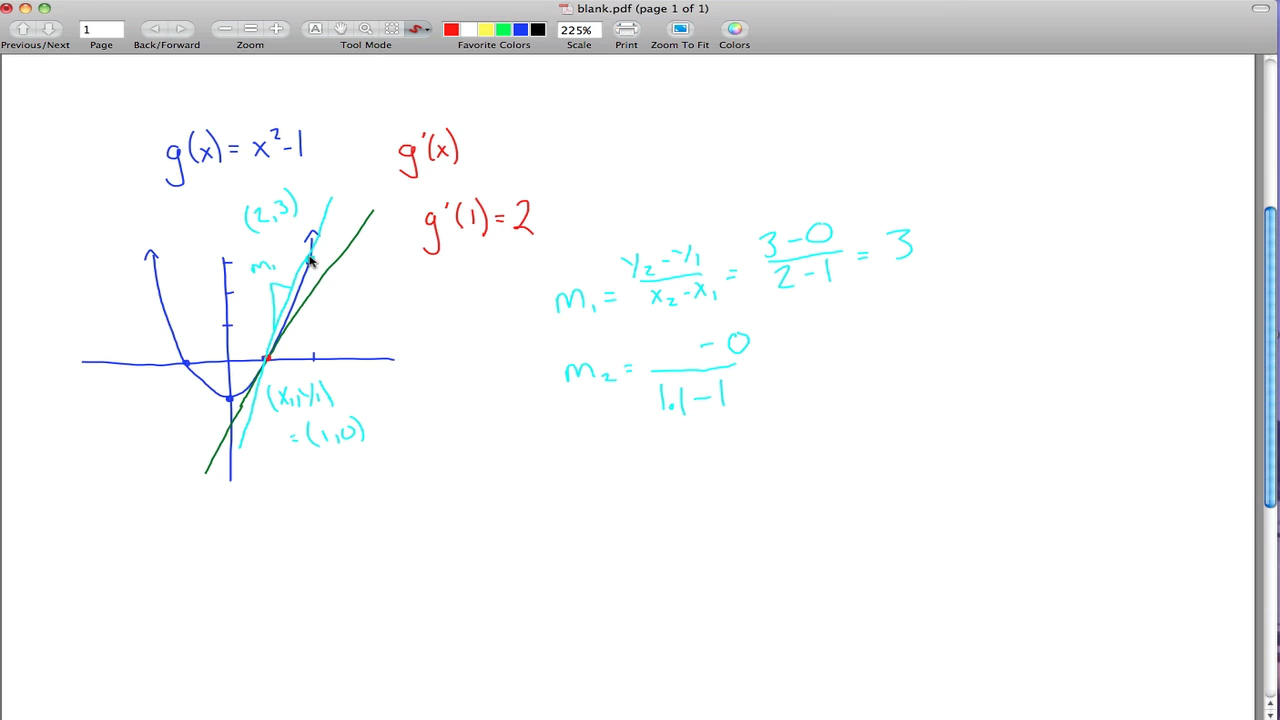 blank.pdf (page 1 of 1)
1 225%
Previous/Next Page Back/Forward Zoom Tool Mode Favorite Colors Scale Print Zoom To Fit Colors
g(x) = x²-1 g'(x)
(2,3) g'(1) = 2
m₁
m₁ = y₂-y₁/x₂-x₁ = 3-0/2-1 = 3
m₂ = -0/1.1-1
(x₁,y₁)
= (1,0)